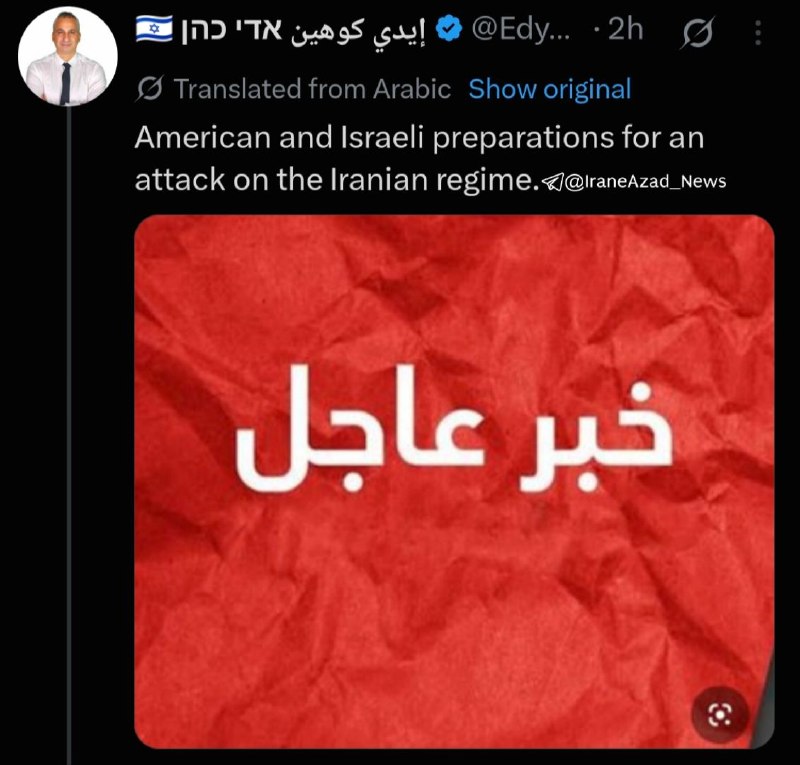 إيدي كوهين אדי כהן 🇮🇱 @Edy... · 2h
Translated from Arabic Show original
American and Israeli preparations for an
attack on the Iranian regime. @IraneAzad_News
خبر عاجل